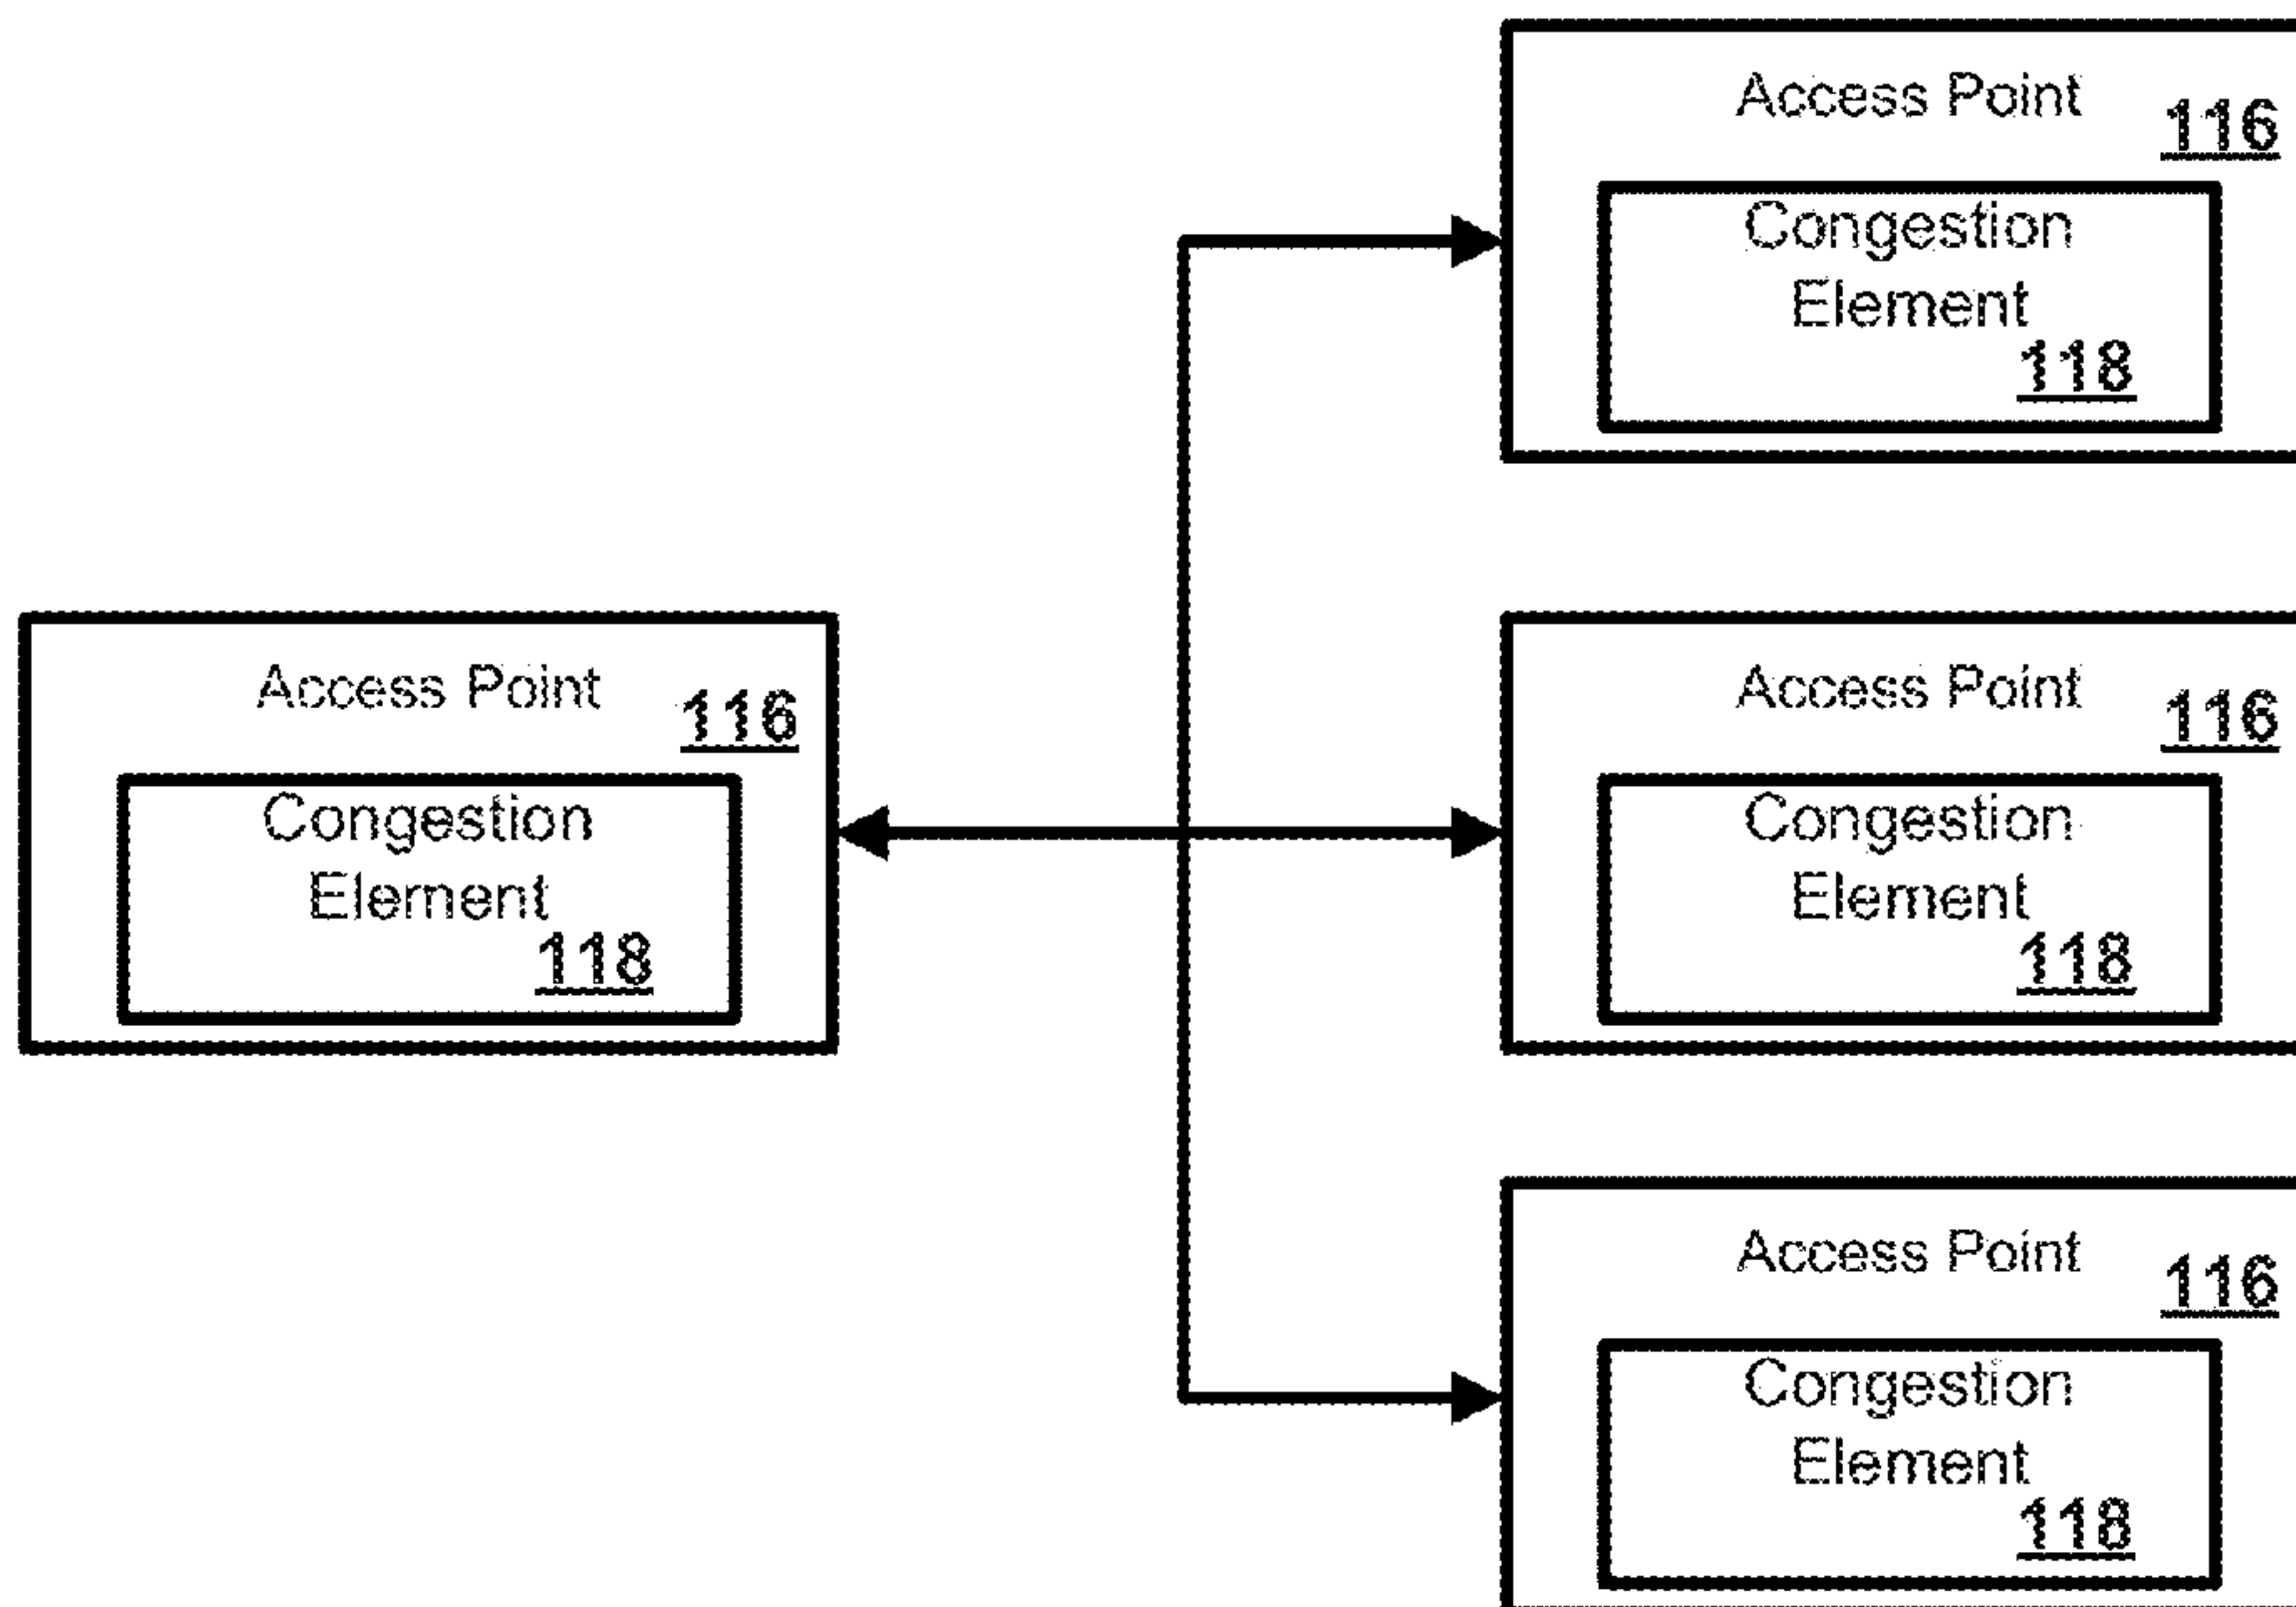 Access Point
116
Congestion
Element
118
Access Point
116
Congestion
Element
118
Access Point
116
Congestion
Element
118
Access Point
116
Congestion
Element
118